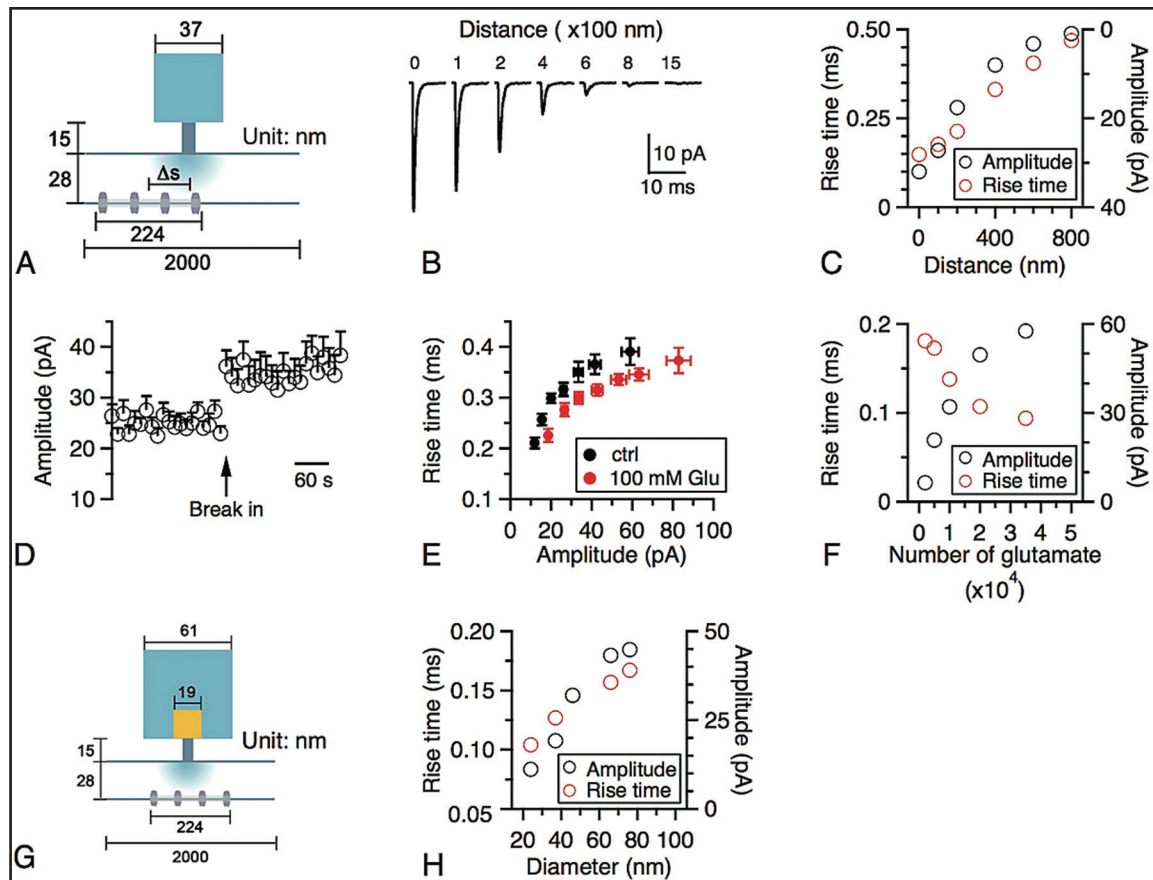 A
37
15
28
Unit: nm
Δs
224
2000
B
Distance ( x100 nm)
0 1 2 4 6 8 15
10 pA
10 ms
C
Rise time (ms)
0.50
0.25
0
Amplitude (pA)
0
20
40
Amplitude
Rise time
0 400 800
Distance (nm)
D
Amplitude (pA)
40
30
20
10
60 s
Break in
E
Rise time (ms)
0.4
0.3
0.2
0.1
ctrl
100 mM Glu
0 20 40 60 80 100
Amplitude (pA)
F
Rise time (ms)
0.2
0.1
0
Amplitude (pA)
60
30
0
Amplitude
Rise time
0 1 2 3 4 5
Number of glutamate
(x10⁴)
G
61
19
15
28
Unit: nm
224
2000
H
Rise time (ms)
0.20
0.15
0.10
0.05
Amplitude (pA)
50
25
0
Amplitude
Rise time
20 40 60 80 100
Diameter (nm)